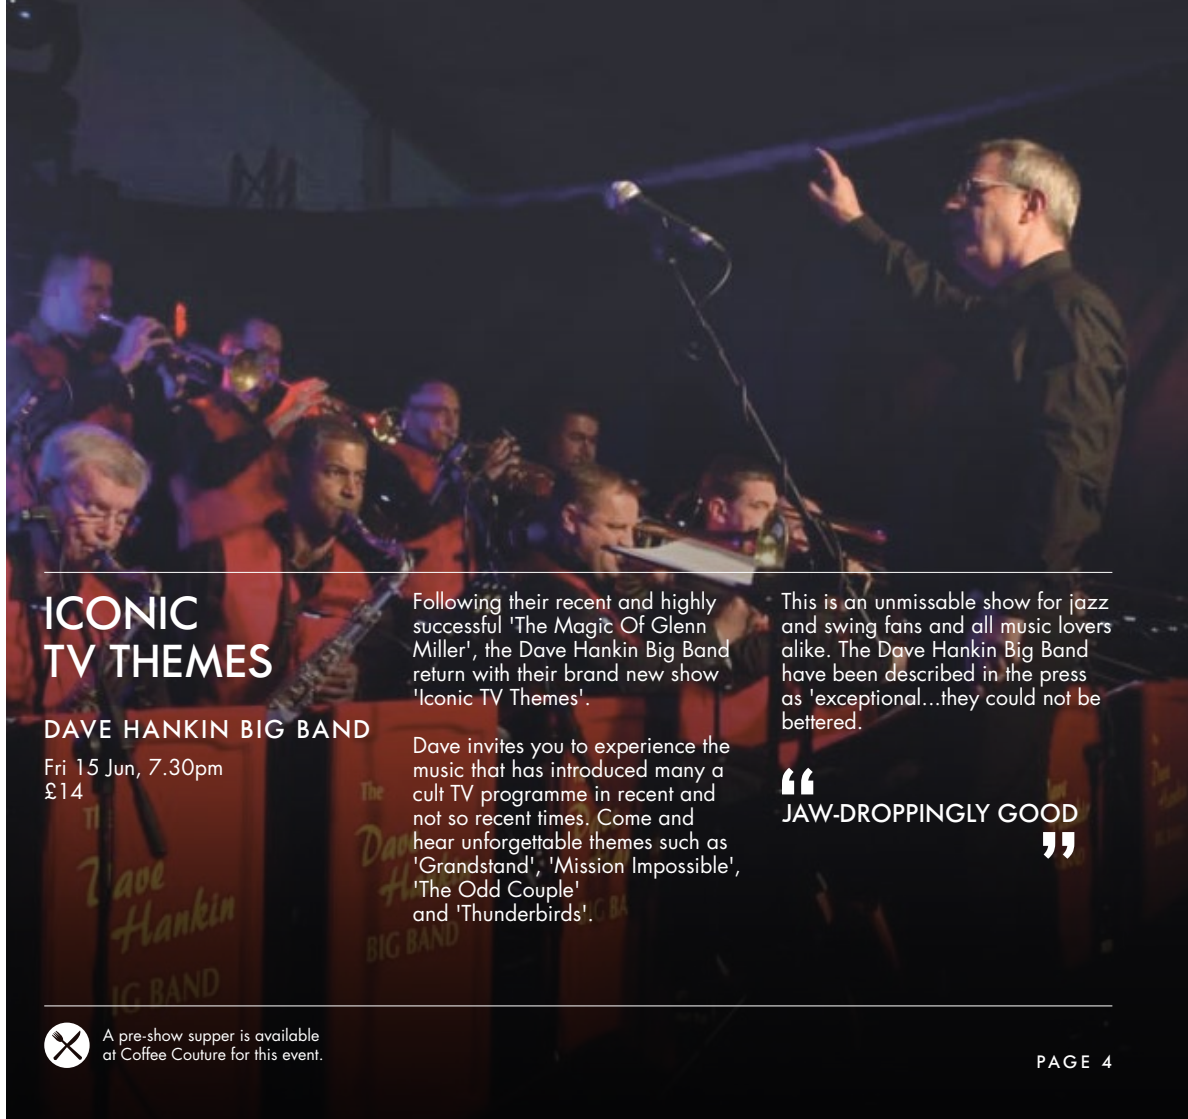 ICONIC
TV THEMES
DAVE HANKIN BIG BAND
Fri 15 Jun, 7.30pm
£14
Following their recent and highly
successful 'The Magic Of Glenn
Miller', the Dave Hankin Big Band
return with their brand new show
'Iconic TV Themes'.
Dave invites you to experience the
music that has introduced many a
cult TV programme in recent and
not so recent times. Come and
hear unforgettable themes such as
'Grandstand', 'Mission Impossible',
'The Odd Couple'
and 'Thunderbirds'.
This is an unmissable show for jazz
and swing fans and all music lovers
alike. The Dave Hankin Big Band
have been described in the press
as 'exceptional...they could not be
bettered.
“
JAW-DROPPINGLY GOOD
”
Dave
Hankin
BIG BAND
The
Dave
BIG BAND
A pre-show supper is available
at Coffee Couture for this event.
PAGE 4